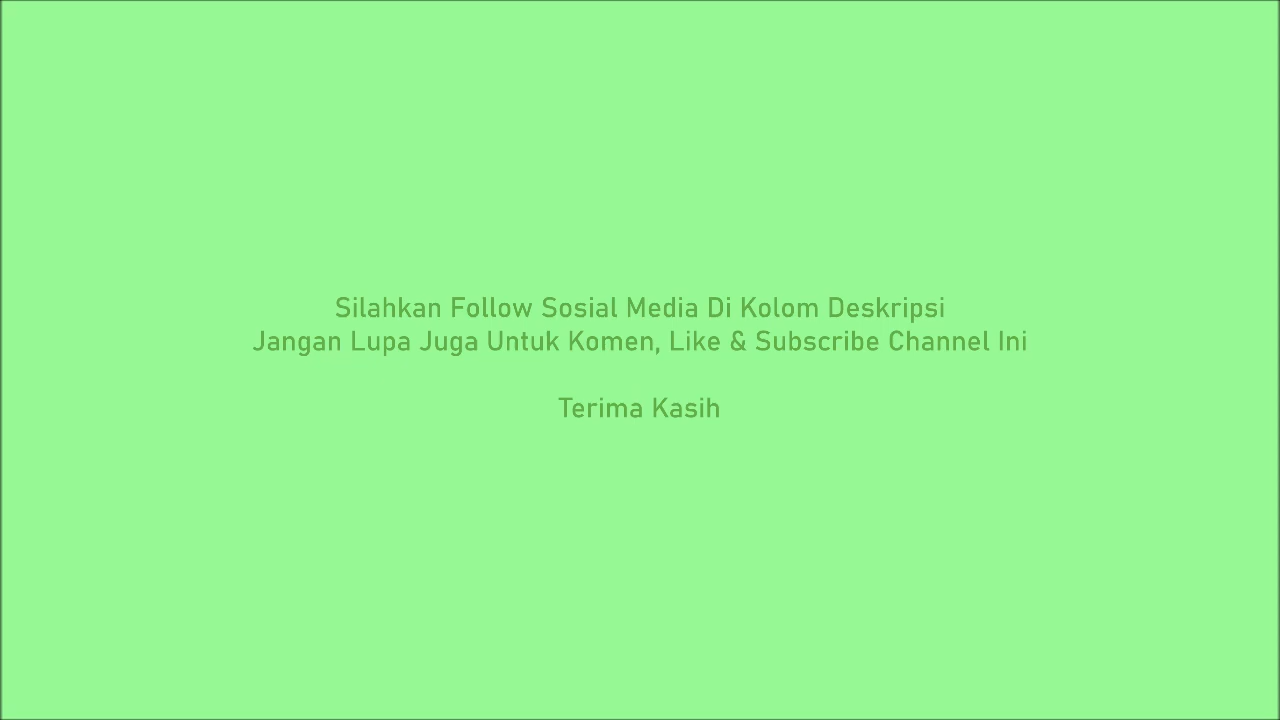 Silahkan Follow Sosial Media Di Kolom Deskripsi
Jangan Lupa Juga Untuk Komen, Like & Subscribe Channel Ini
Terima Kasih